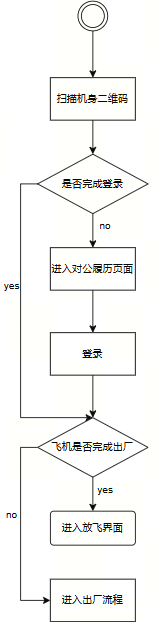 扫描机身二维码
是否完成登录
no
进入对公履历页面
yes
登录
飞机是否完成出厂
yes
no
进入放飞界面
进入出厂流程